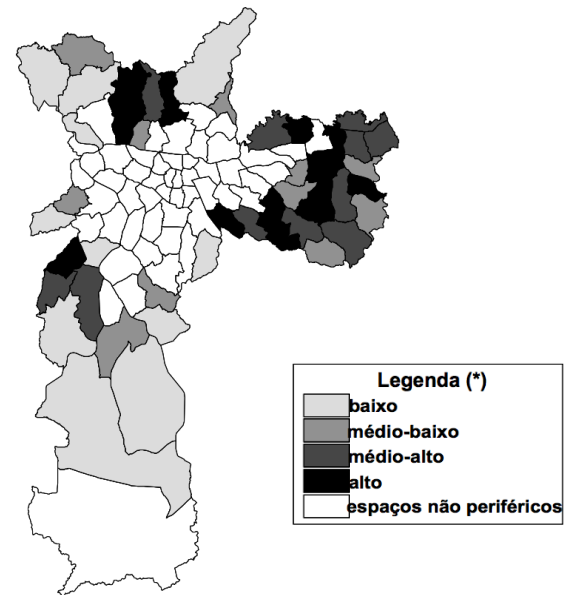 Legenda (*)
baixo
médio-baixo
médio-alto
alto
espaços não periféricos